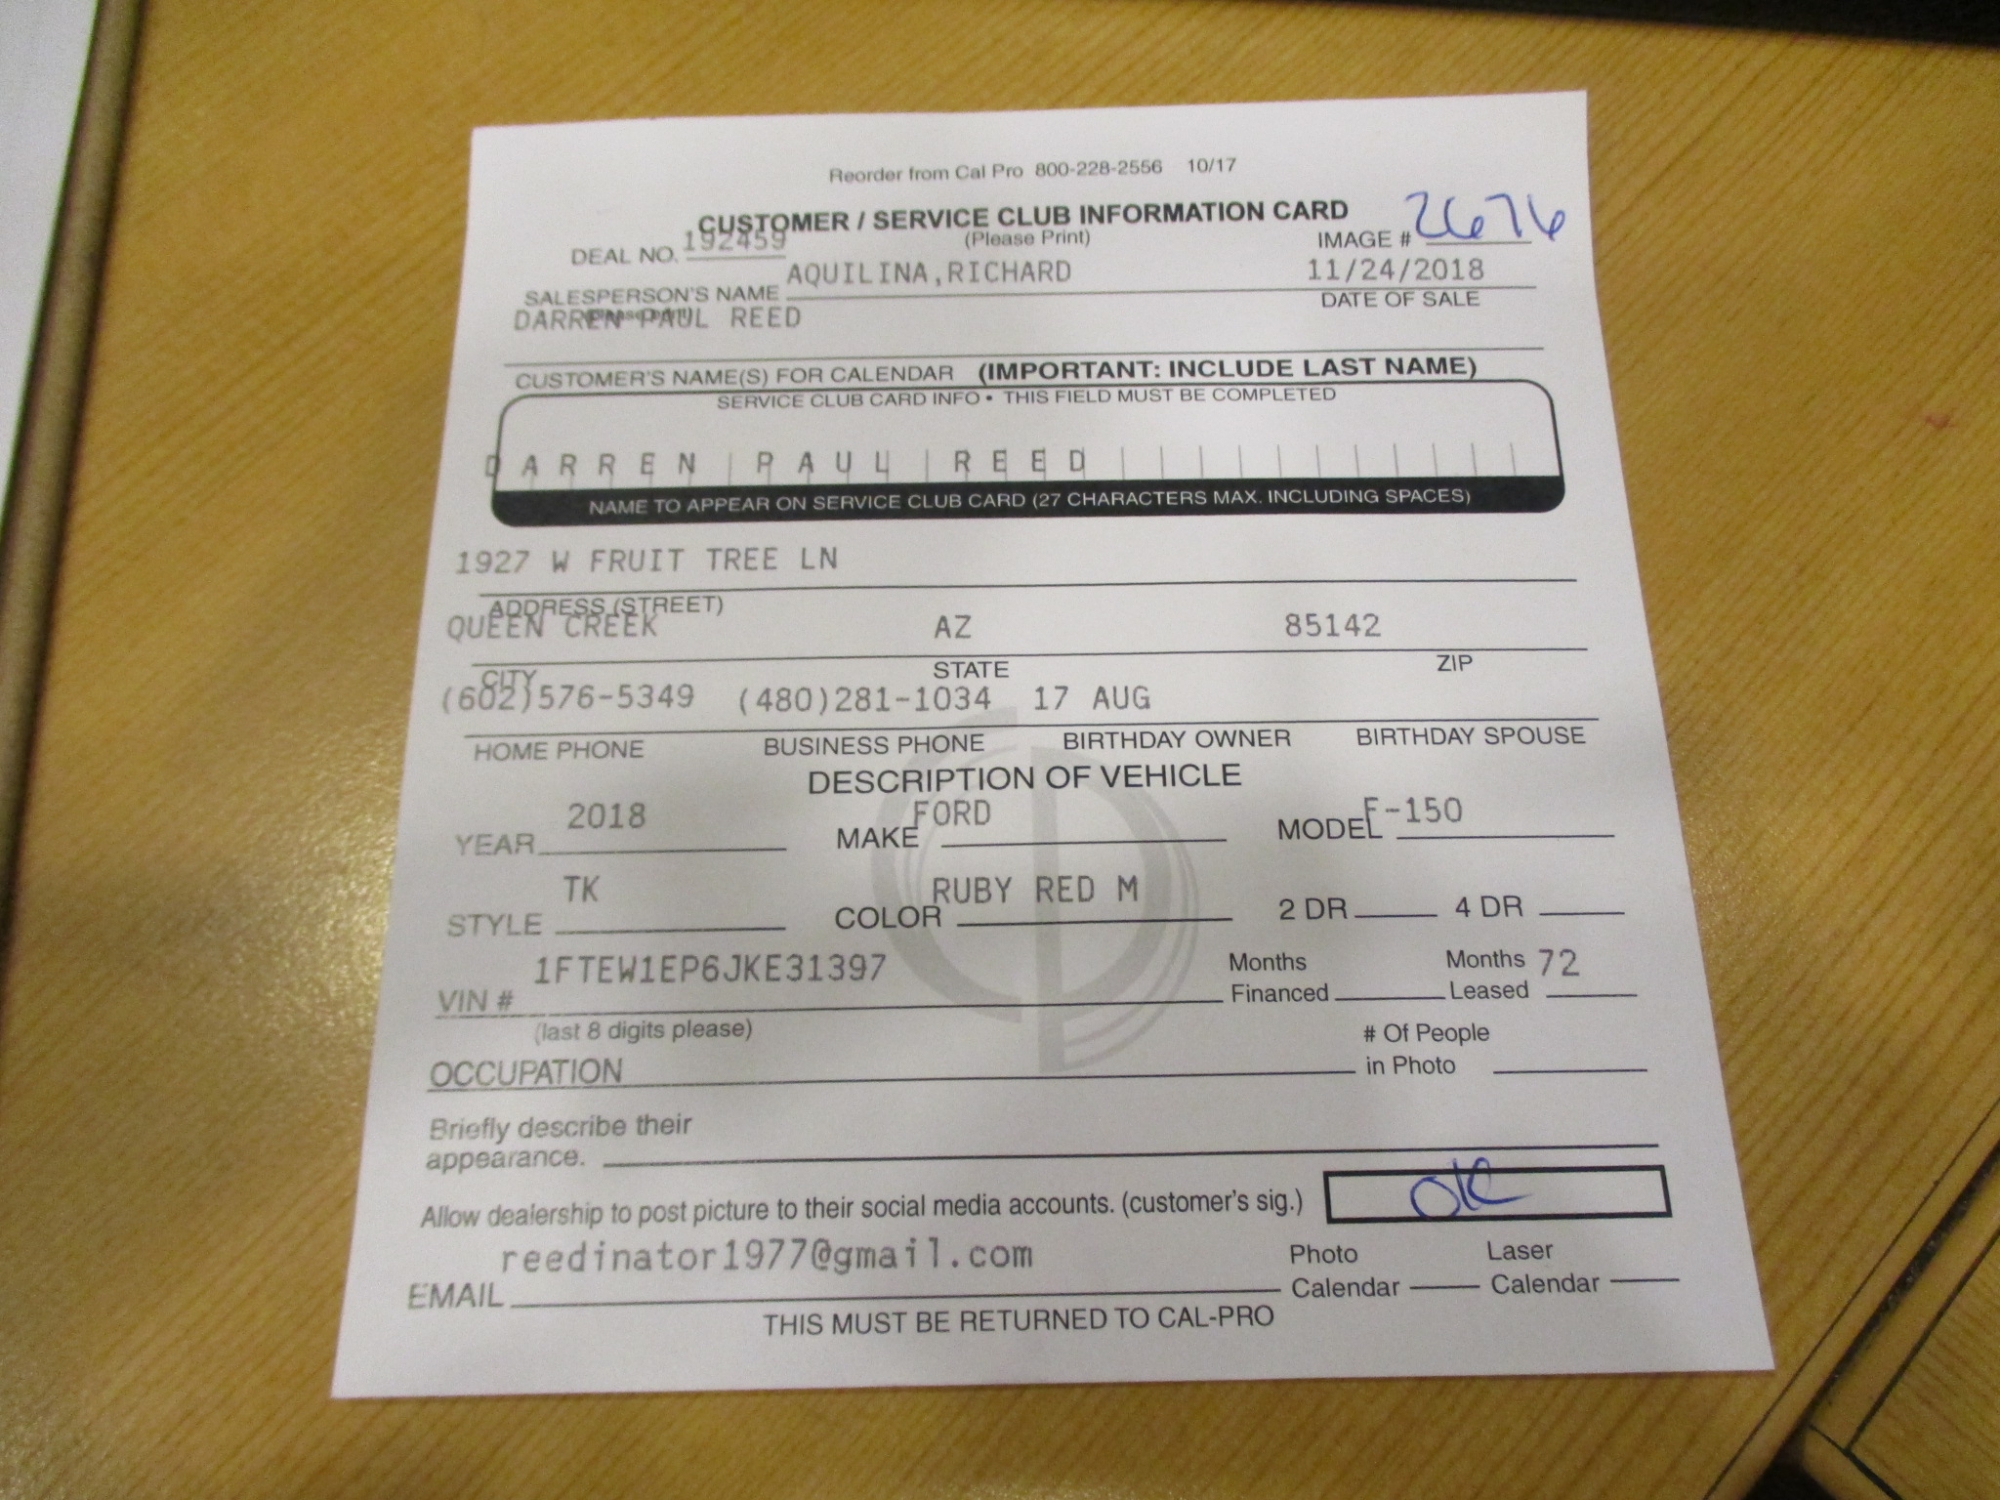 Reorder from Cal Pro 800-228-2556 10/17
CUSTOMER / SERVICE CLUB INFORMATION CARD
(Please Print)
DEAL NO. 192459
IMAGE # 2676
SALESPERSON'S NAME AQUILINA,RICHARD 11/24/2018
DATE OF SALE
(please print)
DARREN PAUL REED
CUSTOMER'S NAME(S) FOR CALENDAR (IMPORTANT: INCLUDE LAST NAME)
SERVICE CLUB CARD INFO • THIS FIELD MUST BE COMPLETED
DARREN PAUL REED
NAME TO APPEAR ON SERVICE CLUB CARD (27 CHARACTERS MAX. INCLUDING SPACES)
1927 W FRUIT TREE LN
ADDRESS (STREET)
QUEEN CREEK AZ 85142
CITY STATE ZIP
(602)576-5349 (480)281-1034 17 AUG
HOME PHONE BUSINESS PHONE BIRTHDAY OWNER BIRTHDAY SPOUSE
DESCRIPTION OF VEHICLE
YEAR 2018 MAKE FORD MODEL F-150
STYLE TK COLOR RUBY RED M 2 DR 4 DR
VIN # 1FTEW1EP6JKE31397 Months Financed Months Leased 72
(last 8 digits please)
OCCUPATION # Of People in Photo
Briefly describe their
appearance.
Allow dealership to post picture to their social media accounts. (customer's sig.) OK
EMAIL reedinator1977@gmail.com Photo Calendar Laser Calendar
THIS MUST BE RETURNED TO CAL-PRO